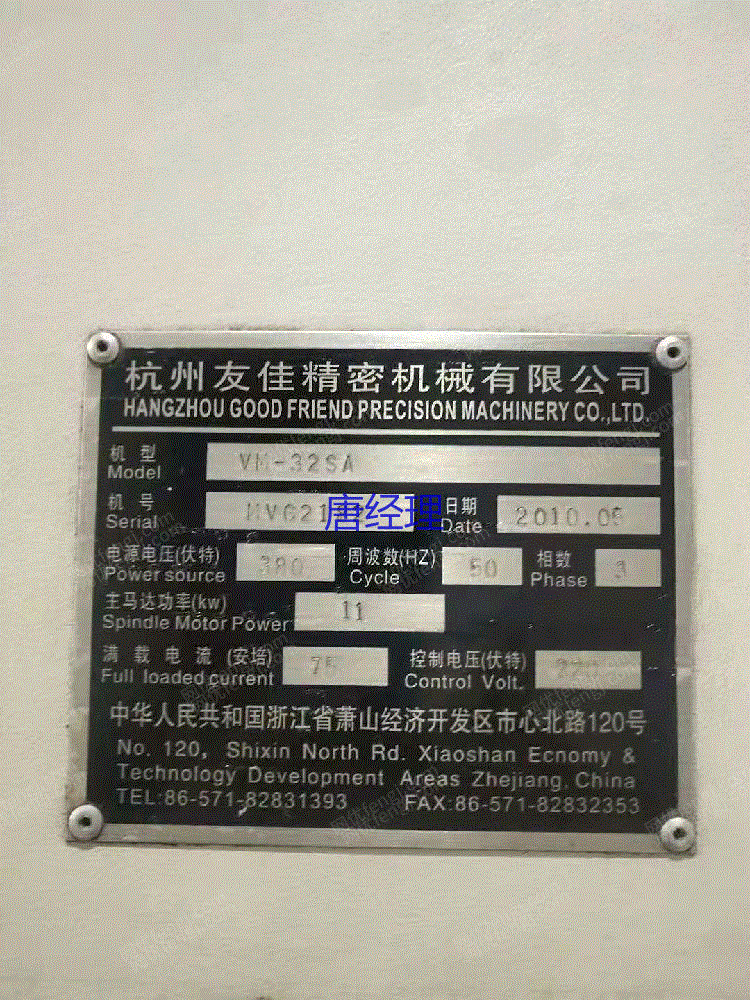 杭州友佳精密机械有限公司
HANGZHOU GOOD FRIEND PRECISION MACHINERY CO.,LTD.
机型 Model VM-32SA
机号 Serial 唐经理 日期 Date 2010.05
电源电压(伏特) Power source 380 周波数(HZ) Cycle 50 相数 Phase 3
主马达功率(kw) Spindle Motor Power 11
满载电流(安培) Full loaded current 75 控制电压(伏特) Control Volt. 220
中华人民共和国浙江省萧山经济开发区市心北路120号
No. 120, Shixin North Rd. Xiaoshan Ecnomy &
Technology Development Areas Zhejiang, China
TEL:86-571-82831393 FAX:86-571-82832353